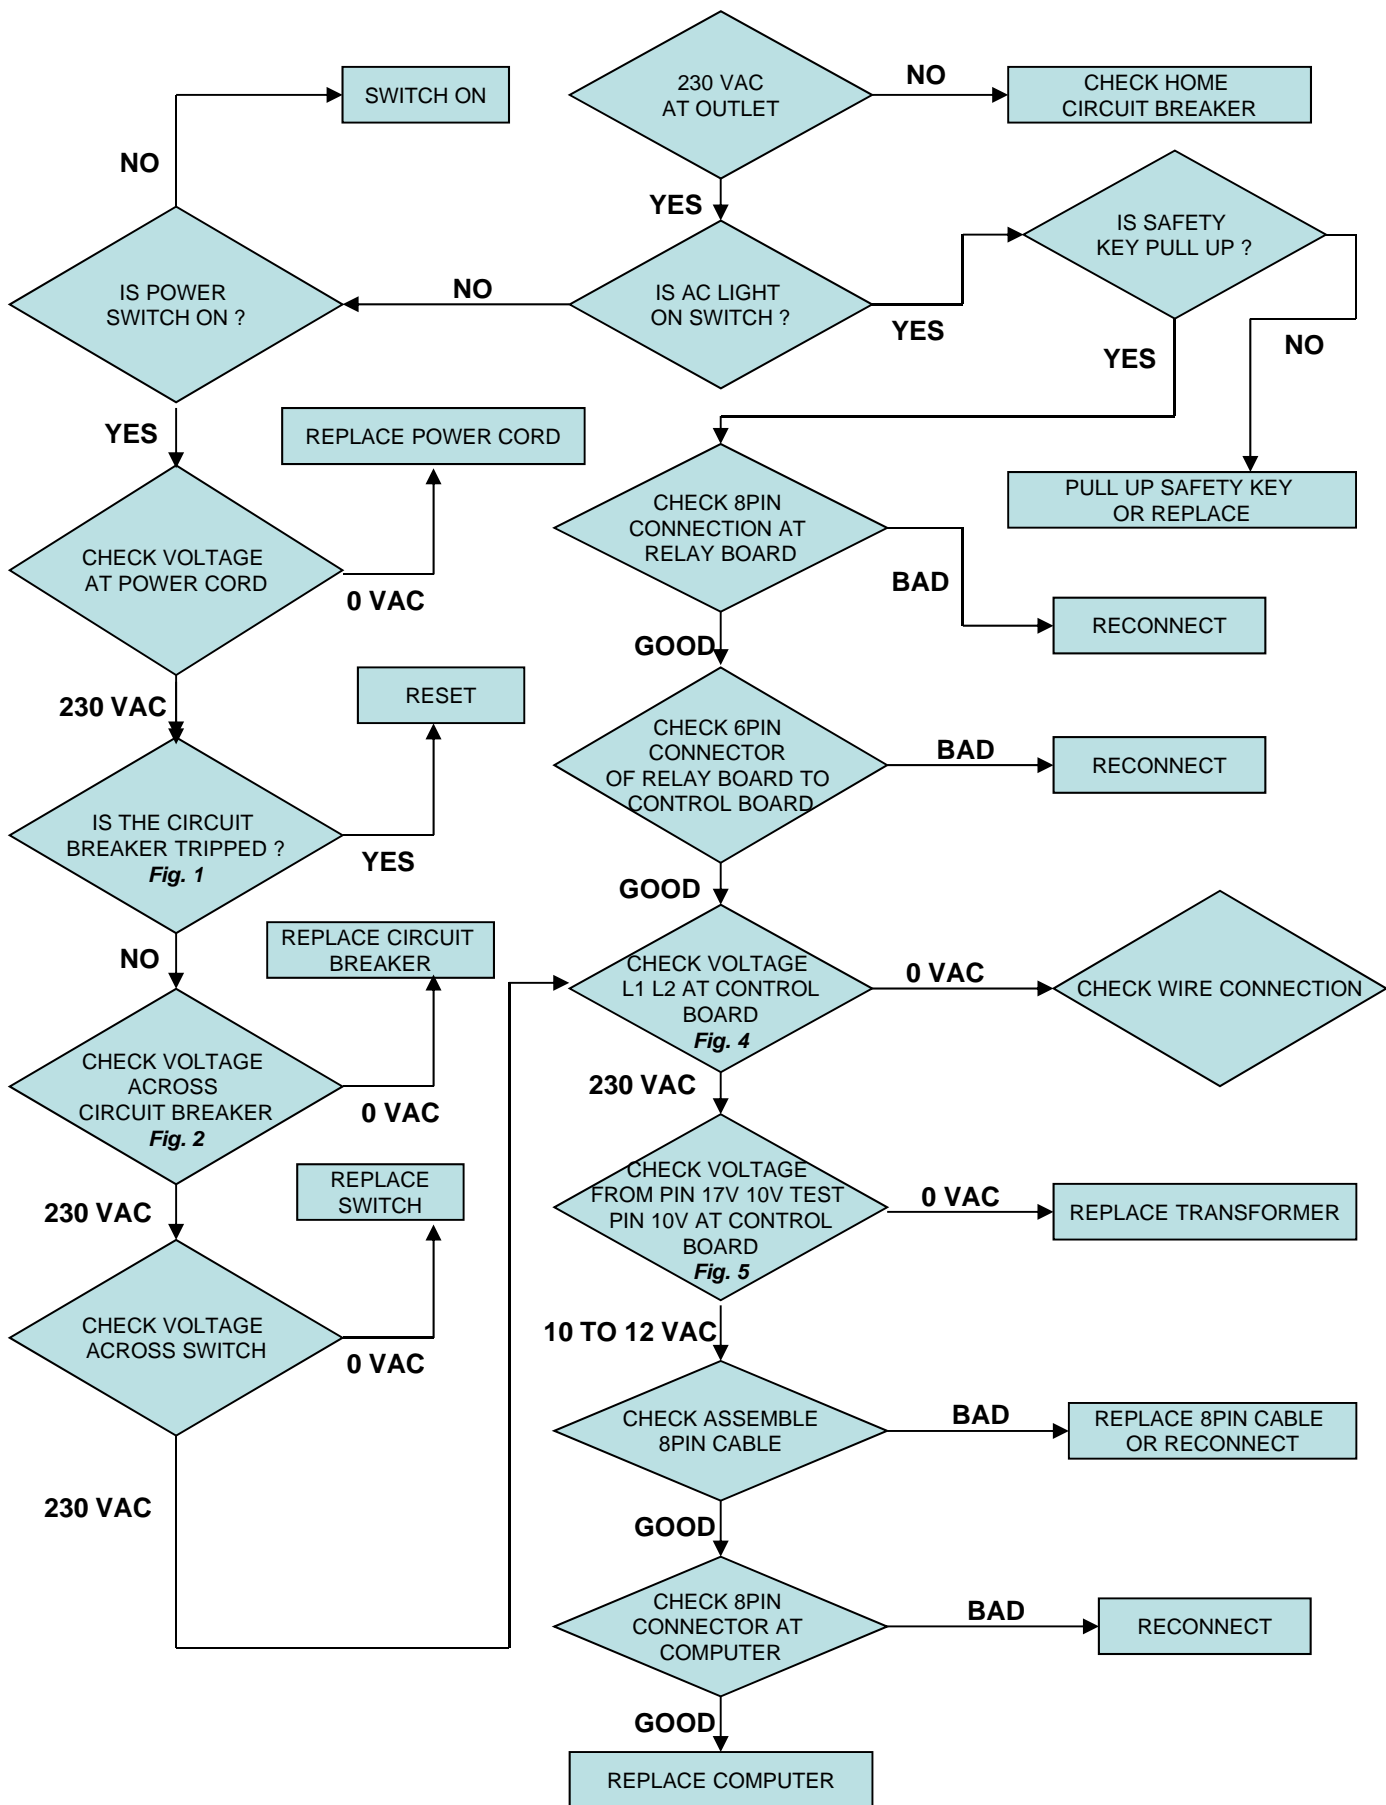 230 VAC
AT OUTLET
NO
CHECK HOME
CIRCUIT BREAKER
SWITCH ON
NO
YES
IS SAFETY
KEY PULL UP ?
IS POWER
SWITCH ON ?
NO
IS AC LIGHT
ON SWITCH ?
YES
YES
NO
YES
REPLACE POWER CORD
PULL UP SAFETY KEY
OR REPLACE
CHECK 8PIN
CONNECTION AT
RELAY BOARD
CHECK VOLTAGE
AT POWER CORD
0 VAC
BAD
RECONNECT
GOOD
230 VAC
RESET
CHECK 6PIN
CONNECTOR
OF RELAY BOARD TO
CONTROL BOARD
BAD
RECONNECT
IS THE CIRCUIT
BREAKER TRIPPED ?
Fig. 1
YES
GOOD
NO
REPLACE CIRCUIT
BREAKER
CHECK VOLTAGE
L1 L2 AT CONTROL
BOARD
Fig. 4
0 VAC
CHECK WIRE CONNECTION
CHECK VOLTAGE
ACROSS
CIRCUIT BREAKER
Fig. 2
0 VAC
230 VAC
230 VAC
REPLACE
SWITCH
CHECK VOLTAGE
FROM PIN 17V 10V TEST
PIN 10V AT CONTROL
BOARD
Fig. 5
0 VAC
REPLACE TRANSFORMER
CHECK VOLTAGE
ACROSS SWITCH
0 VAC
10 TO 12 VAC
CHECK ASSEMBLE
8PIN CABLE
BAD
REPLACE 8PIN CABLE
OR RECONNECT
230 VAC
GOOD
CHECK 8PIN
CONNECTOR AT
COMPUTER
BAD
RECONNECT
GOOD
REPLACE COMPUTER